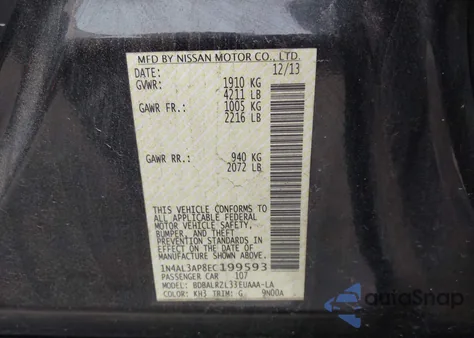 MFD BY NISSAN MOTOR CO., LTD.
DATE: 12/13
GVWR: 1910 KG
4211 LB
GAWR FR.: 1005 KG
2216 LB
GAWR RR.: 940 KG
2072 LB
THIS VEHICLE CONFORMS TO
ALL APPLICABLE FEDERAL
MOTOR VEHICLE SAFETY,
BUMPER, AND THEFT
PREVENTION STANDARDS IN
EFFECT ON THE DATE OF
MANUFACTURE SHOWN ABOVE.
1N4AL3AP8EC199593
PASSENGER CAR 107
MODEL: BDBALRZL33EUAAA-LA
COLOR: KH3 TRIM: G 9N00A
autoSnap